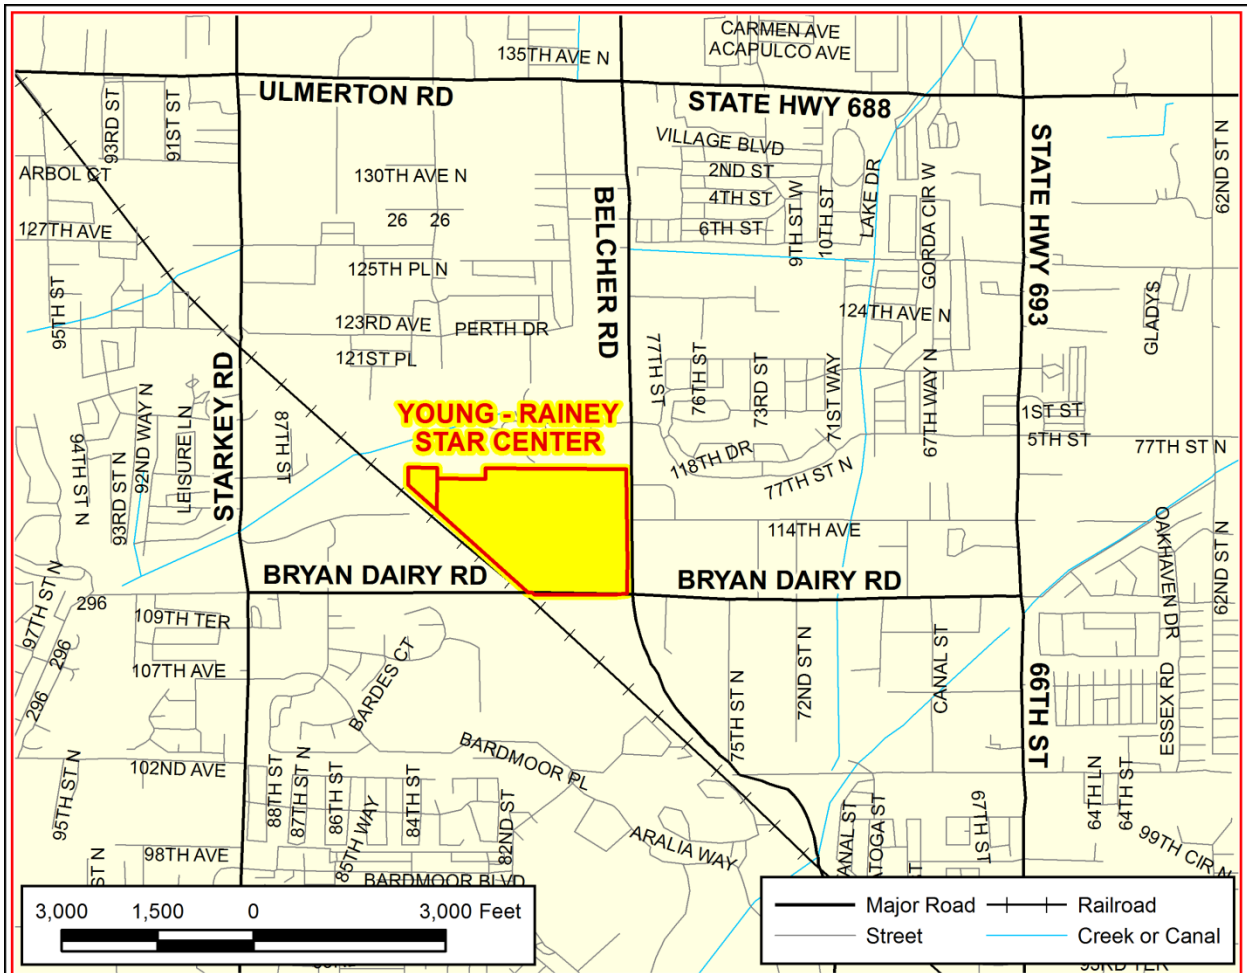 CARMEN AVE
ACAPULCO AVE
135TH AVE N
ULMERTON RD
STATE HWY 688
93RD ST
91ST ST
VILLAGE BLVD
STATE HWY 693
62ND ST N
ARBOL CT
130TH AVE N
2ND ST
4TH ST
6TH ST
9TH ST W
10TH ST
LAKE DR
GORDA CIR W
26 26
127TH AVE
BELCHER RD
125TH PL N
95TH ST
123RD AVE
PERTH DR
124TH AVE N
GLADYS
121ST PL
77TH ST
76TH ST
73RD ST
71ST WAY
67TH WAY N
STARKEY RD
YOUNG - RAINEY
STAR CENTER
1ST ST
5TH ST
77TH ST N
94TH ST N
93RD ST N
92ND WAY N
LEISURE LN
87TH ST
118TH DR
77TH ST N
114TH AVE
OAKHAVEN DR
62ND ST N
BRYAN DAIRY RD
BRYAN DAIRY RD
97TH ST N
296
109TH TER
296
107TH AVE
296
BARDES CT
75TH ST N
72ND ST N
CANAL ST
66TH ST
ESSEX RD
BARDMOOR PL
102ND AVE
95TH ST N
88TH ST
87TH ST N
86TH ST
85TH WAY
84TH ST
82ND ST
ARALIA WAY
67TH ST
64TH LN
64TH ST
99TH CIR N
98TH AVE
ST N
BARDMOOR BLVD
ANAL ST
ATOGA ST
3,000 1,500 0 3,000 Feet
Major Road
Railroad
Street
Creek or Canal
93RD TER